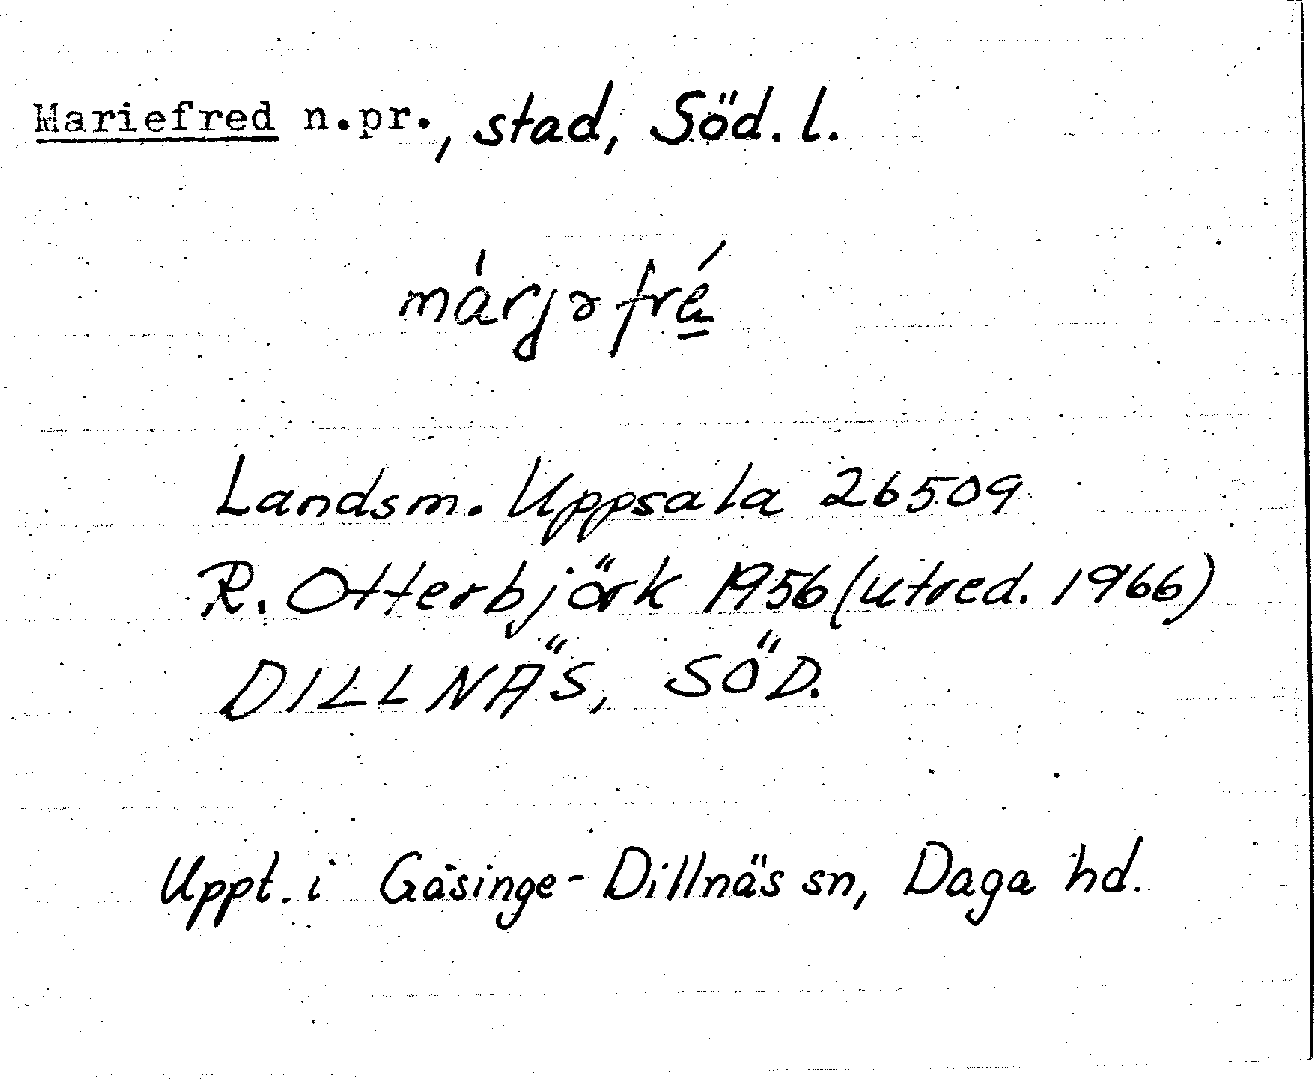 Mariefred n.pr., stad, Söd. l.
márjəfré̲
Landsm. Uppsala 26509
R. Otterbjörk 1956 (utred. 1966)
DILLNÄS, SÖD.
Uppt. i Gåsinge-Dillnäs sn, Daga hd.